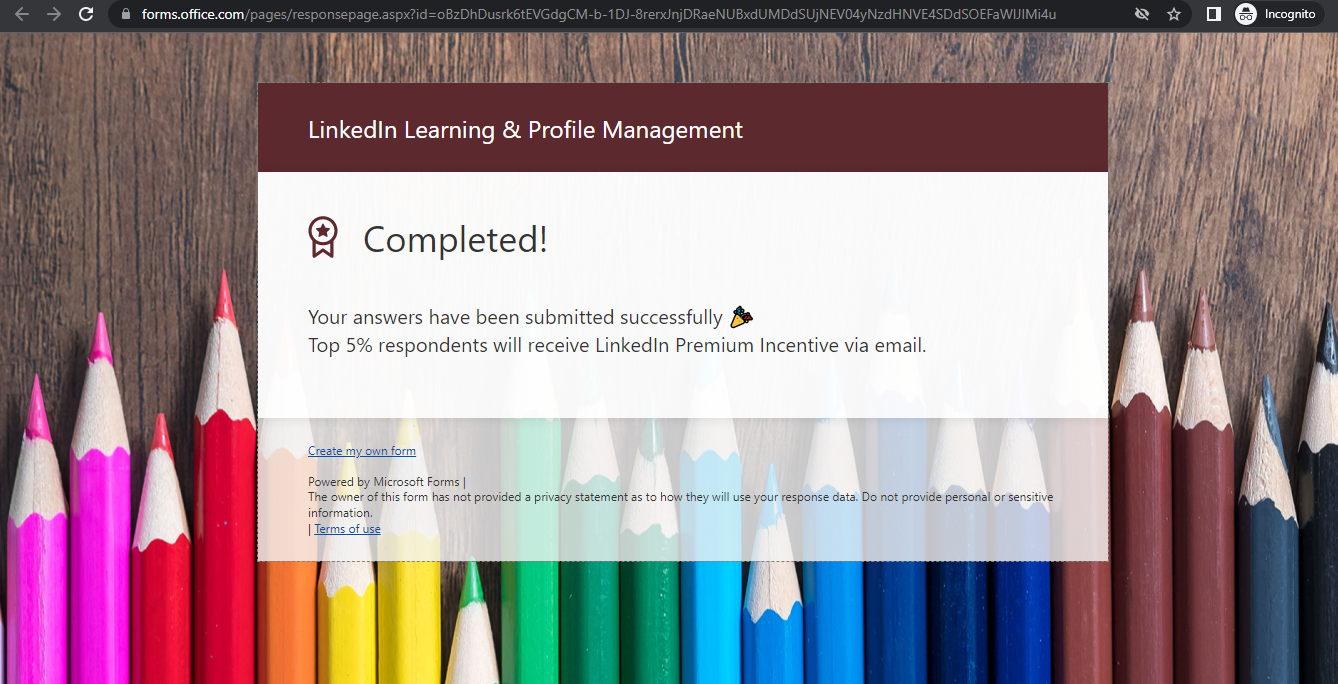 forms.office.com/pages/responsepage.aspx?id=oBzDhDusrk6tEVGdgCM-b-1DJ-8rerxJnjDRaeNUBxdUMDdSUjNEV04yNzdHNVE4SDdSOEFaWlJIMi4u
Incognito
LinkedIn Learning & Profile Management
Completed!
Your answers have been submitted successfully 🎉
Top 5% respondents will receive LinkedIn Premium Incentive via email.
Create my own form
Powered by Microsoft Forms |
The owner of this form has not provided a privacy statement as to how they will use your response data. Do not provide personal or sensitive
information.
| Terms of use